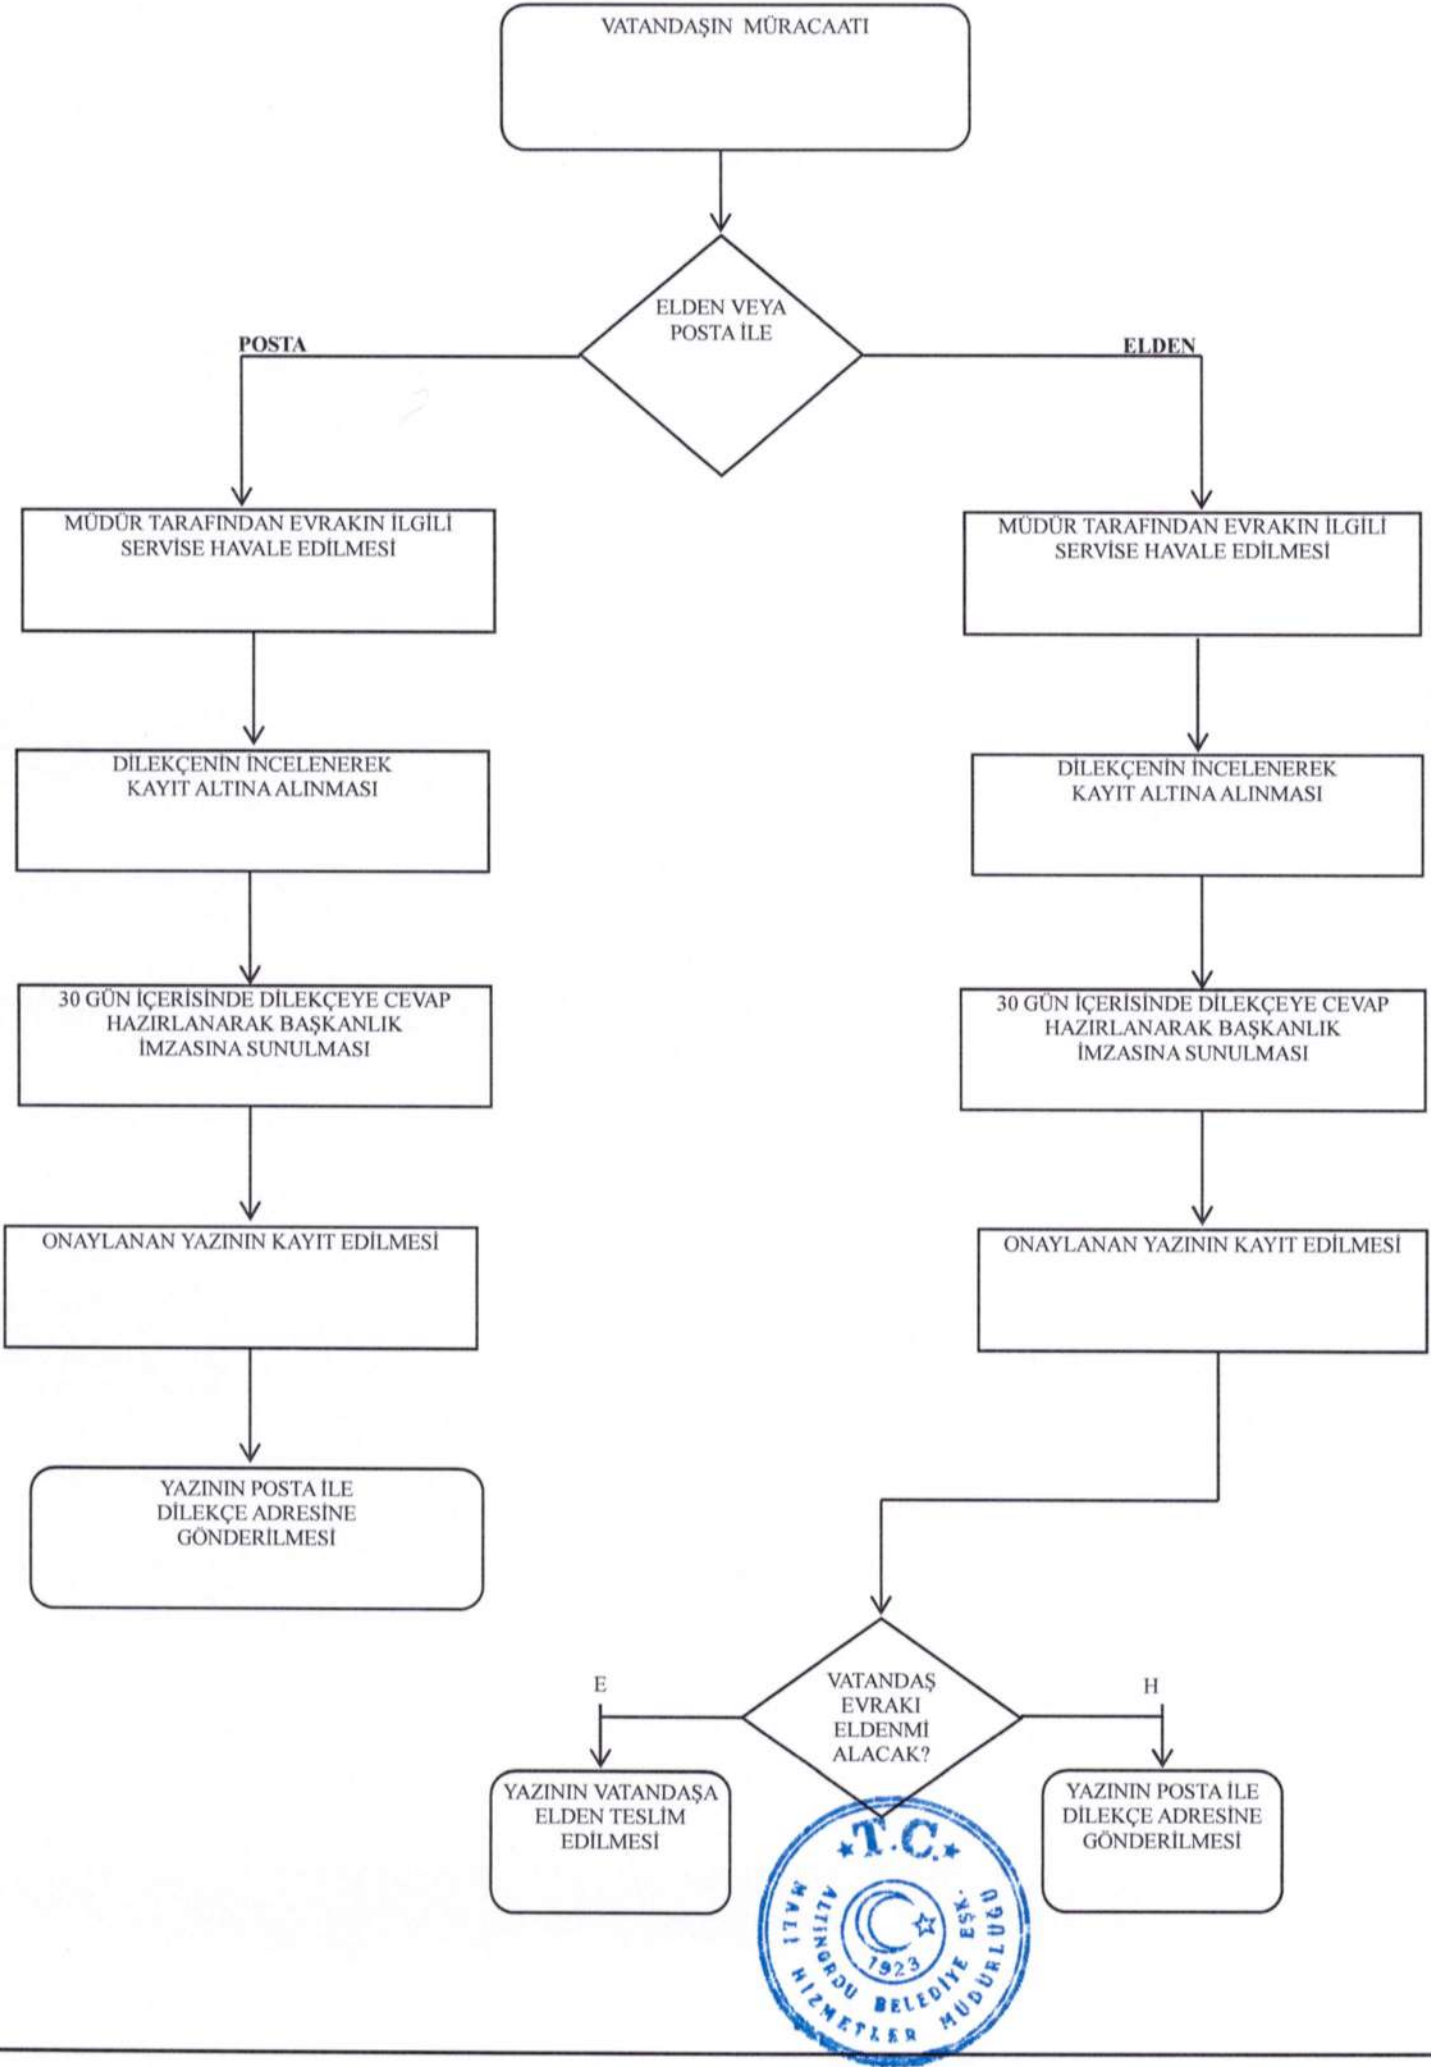 VATANDAŞIN MÜRACAATI
ELDEN VEYA
POSTA İLE
POSTA
ELDEN
MÜDÜR TARAFINDAN EVRAKIN İLGİLİ
SERVİSE HAVALE EDİLMESİ
DİLEKÇENİN İNCELENEREK
KAYIT ALTINA ALINMASI
30 GÜN İÇERİSİNDE DİLEKÇEYE CEVAP
HAZIRLANARAK BAŞKANLIK
İMZASINA SUNULMASI
ONAYLANAN YAZININ KAYIT EDİLMESİ
YAZININ POSTA İLE
DİLEKÇE ADRESİNE
GÖNDERİLMESİ
MÜDÜR TARAFINDAN EVRAKIN İLGİLİ
SERVİSE HAVALE EDİLMESİ
DİLEKÇENİN İNCELENEREK
KAYIT ALTINA ALINMASI
30 GÜN İÇERİSİNDE DİLEKÇEYE CEVAP
HAZIRLANARAK BAŞKANLIK
İMZASINA SUNULMASI
ONAYLANAN YAZININ KAYIT EDİLMESİ
VATANDAŞ
EVRAKI
ELDENMİ
ALACAK?
E
H
YAZININ VATANDAŞA
ELDEN TESLİM
EDİLMESİ
YAZININ POSTA İLE
DİLEKÇE ADRESİNE
GÖNDERİLMESİ
T.C.
ALTINORDU BELEDİYE BŞK.
MALİ HİZMETLER MÜDÜRLÜĞÜ
1923